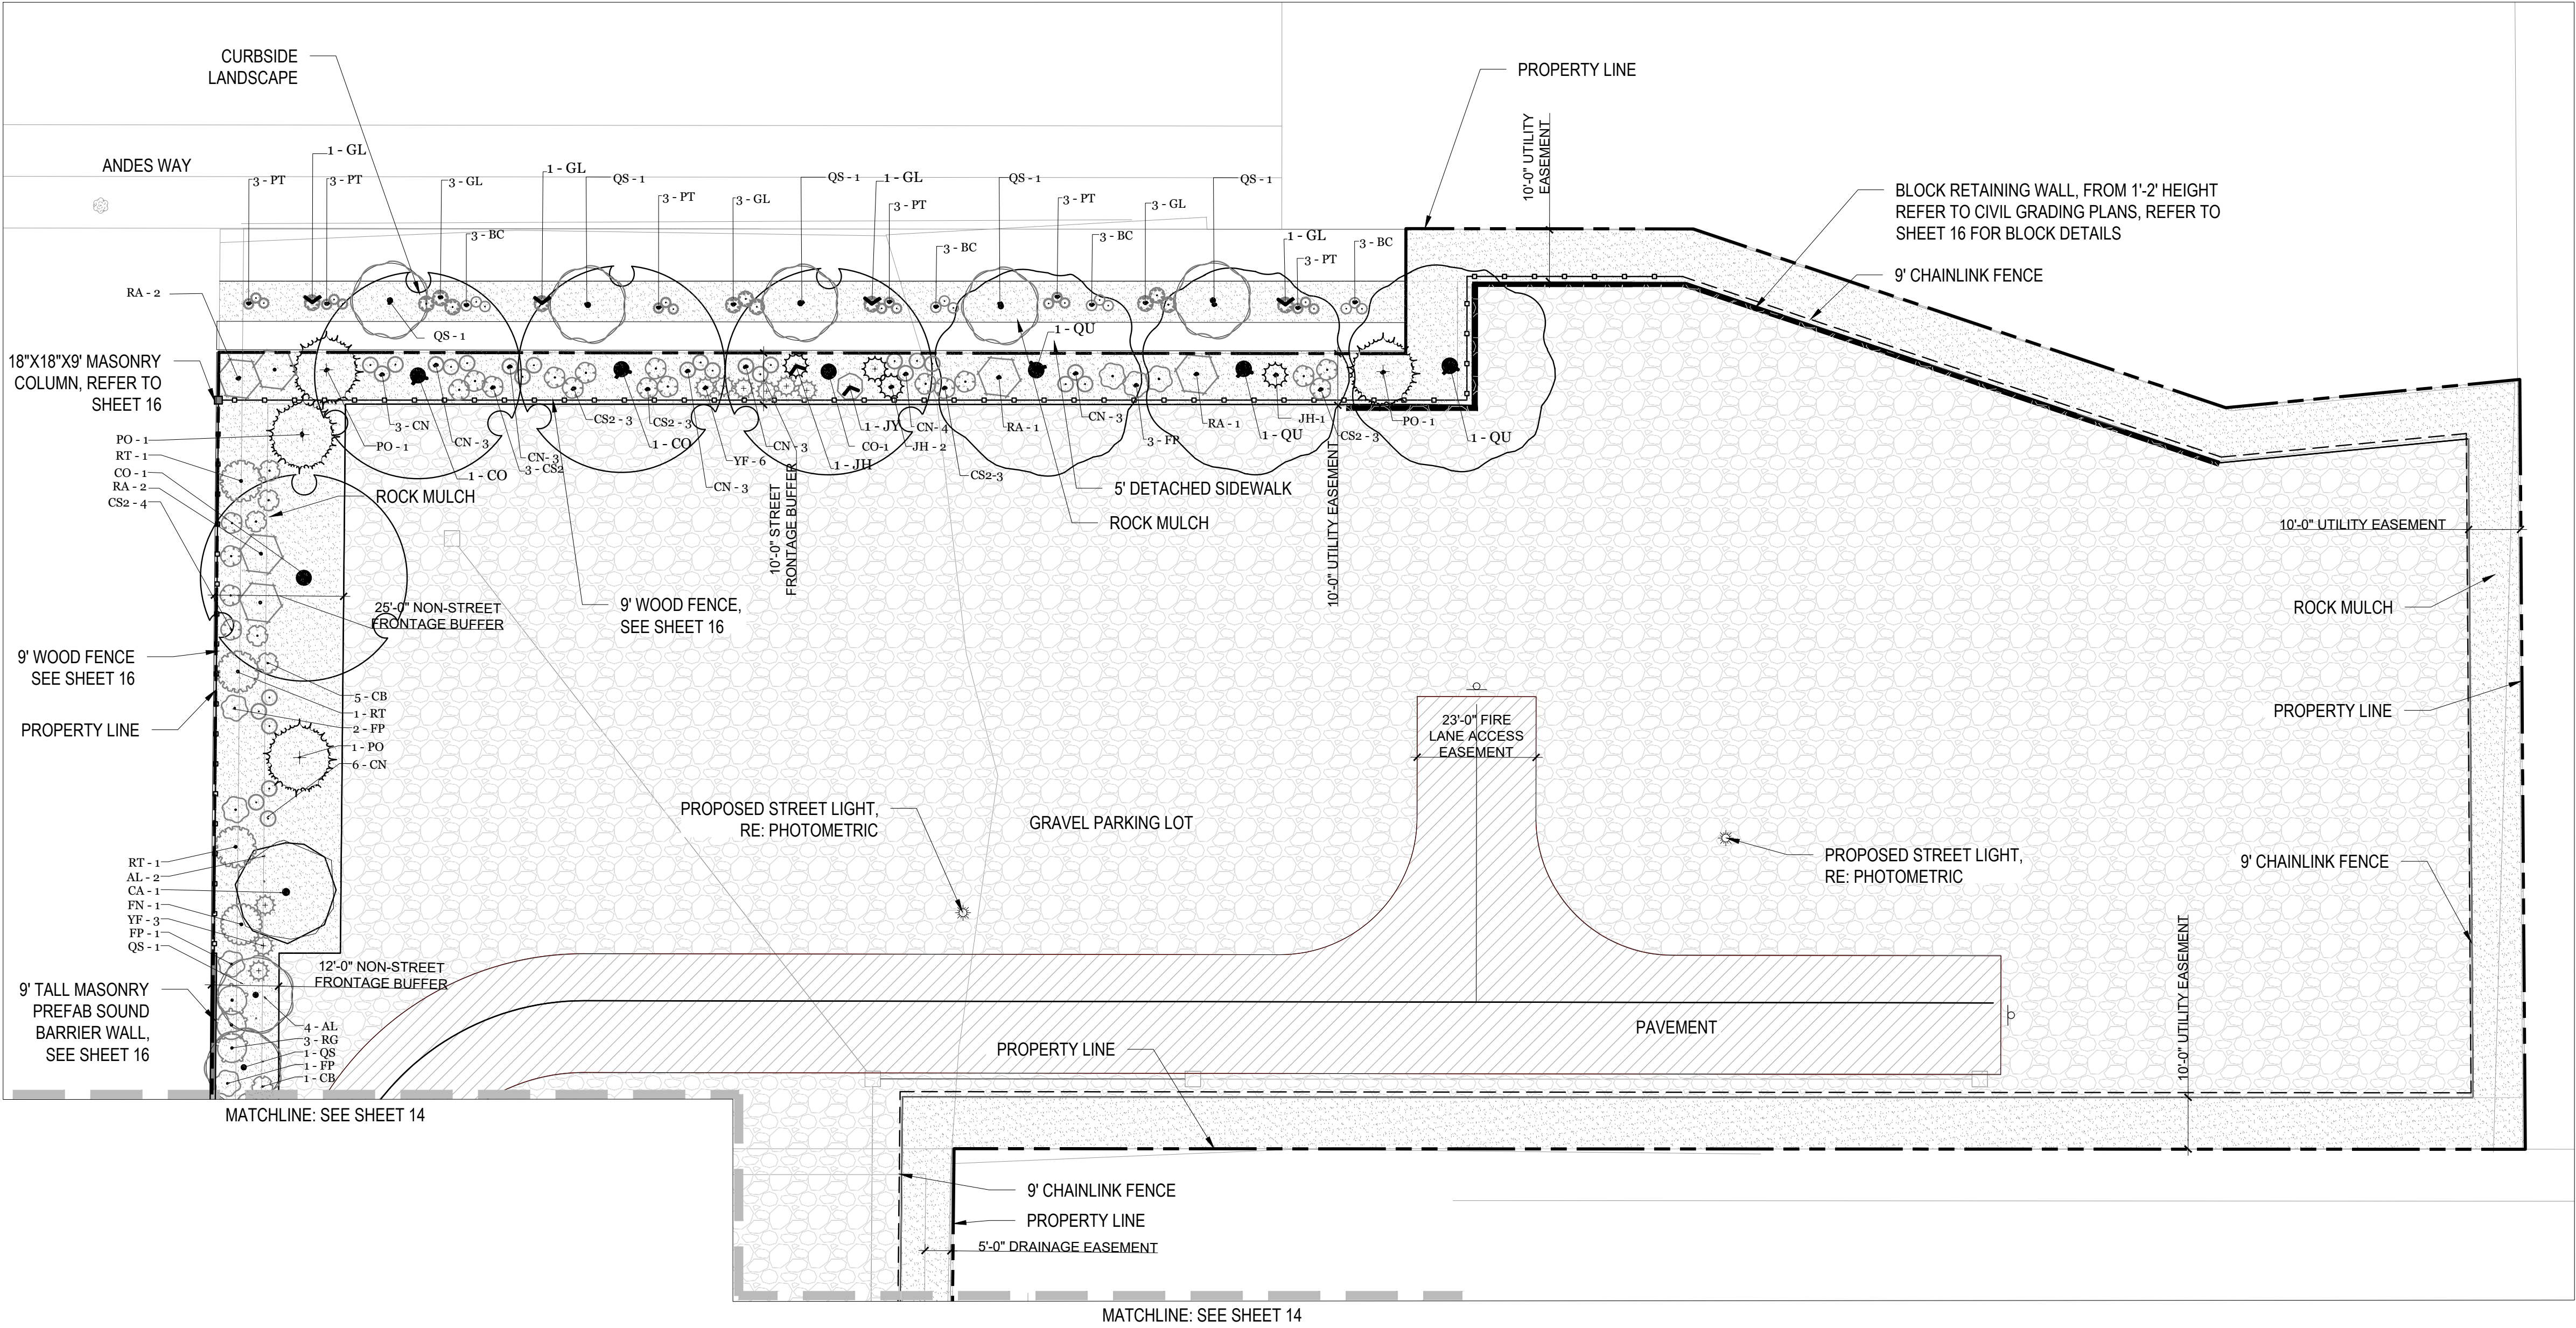 CURBSIDE
LANDSCAPE
PROPERTY LINE
10'-0" UTILITY
EASEMENT
ANDES WAY
1 - GL
3 - PT
3 - PT
3 - GL
1 - GL
QS - 1
3 - PT
3 - GL
QS - 1
1 - GL
3 - PT
QS - 1
3 - PT
3 - GL
QS - 1
BLOCK RETAINING WALL, FROM 1'-2' HEIGHT
REFER TO CIVIL GRADING PLANS, REFER TO
SHEET 16 FOR BLOCK DETAILS
3 - BC
3 - BC
3 - BC
1 - GL
3 - BC
3 - PT
9' CHAINLINK FENCE
RA - 2
QS - 1
1 - QU
18"X18"X9' MASONRY
COLUMN, REFER TO
SHEET 16
PO - 1
RT - 1
CO - 1
RA - 2
CS2 - 4
3 - CN
PO - 1
CN - 3
1 - CO
CN - 3
3 - CS2
CS2 - 3
CS2 - 3
1 - CO
CN - 3
YF - 6
CN - 3
1 - JH
1 - JY
CO-1
CN- 4
JH - 2
CS2-3
RA - 1
CN - 3
3 - FP
RA - 1
1 - QU
JH-1
CS2 - 3
PO - 1
1 - QU
ROCK MULCH
5' DETACHED SIDEWALK
ROCK MULCH
10'-0" STREET
FRONTAGE BUFFER
10'-0" UTILITY EASEMENT
10'-0" UTILITY EASEMENT
25'-0" NON-STREET
FRONTAGE BUFFER
9' WOOD FENCE,
SEE SHEET 16
ROCK MULCH
9' WOOD FENCE
SEE SHEET 16
PROPERTY LINE
5 - CB
1 - RT
2 - FP
1 - PO
6 - CN
PROPERTY LINE
23'-0" FIRE
LANE ACCESS
EASEMENT
PROPOSED STREET LIGHT,
RE: PHOTOMETRIC
GRAVEL PARKING LOT
PROPOSED STREET LIGHT,
RE: PHOTOMETRIC
9' CHAINLINK FENCE
RT - 1
AL - 2
CA - 1
FN - 1
YF - 3
FP - 1
QS - 1
12'-0" NON-STREET
FRONTAGE BUFFER
9' TALL MASONRY
PREFAB SOUND
BARRIER WALL,
SEE SHEET 16
4 - AL
3 - RG
1 - QS
1 - FP
1 - CB
PAVEMENT
10'-0" UTILITY EASEMENT
PROPERTY LINE
MATCHLINE: SEE SHEET 14
9' CHAINLINK FENCE
PROPERTY LINE
5'-0" DRAINAGE EASEMENT
MATCHLINE: SEE SHEET 14